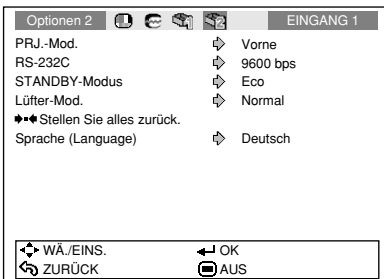 Optionen 2 EINGANG 1
PRJ.-Mod. Vorne
RS-232C 9600 bps
STANDBY-Modus Eco
Lüfter-Mod. Normal
Stellen Sie alles zurück.
Sprache (Language) Deutsch
WÄ./EINS. OK
ZURÜCK AUS